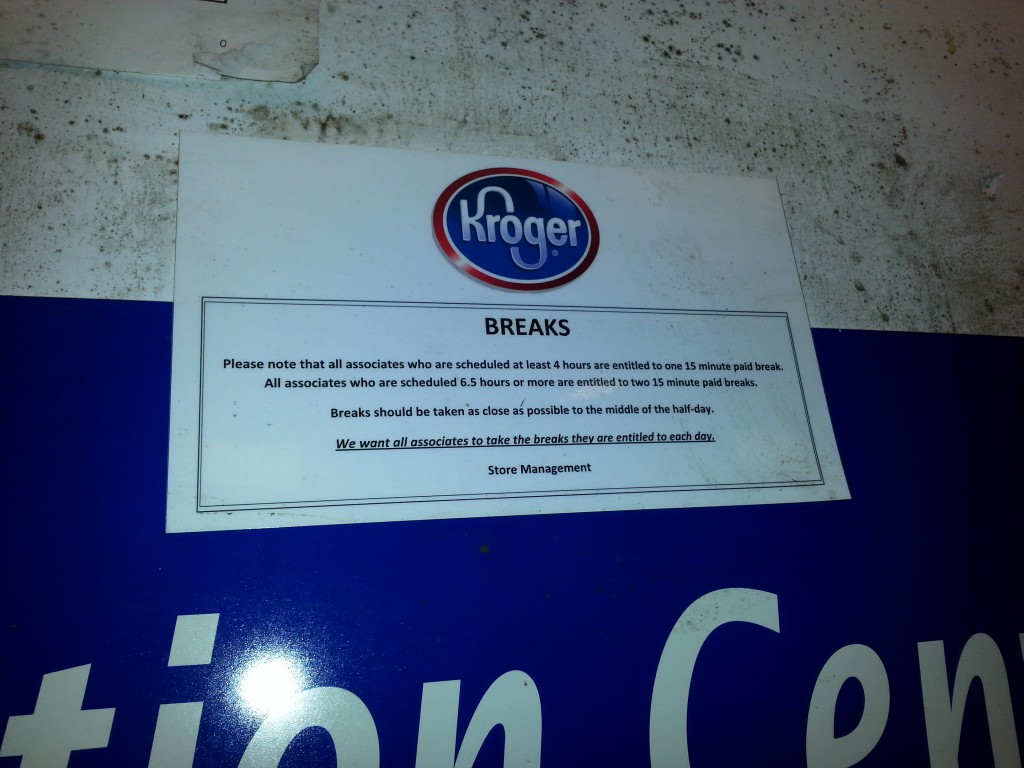 Kroger
BREAKS
Please note that all associates who are scheduled at least 4 hours are entitled to one 15 minute paid break.
All associates who are scheduled 6.5 hours or more are entitled to two 15 minute paid breaks.
Breaks should be taken as close as possible to the middle of the half-day.
We want all associates to take the breaks they are entitled to each day.
Store Management
tion Cen